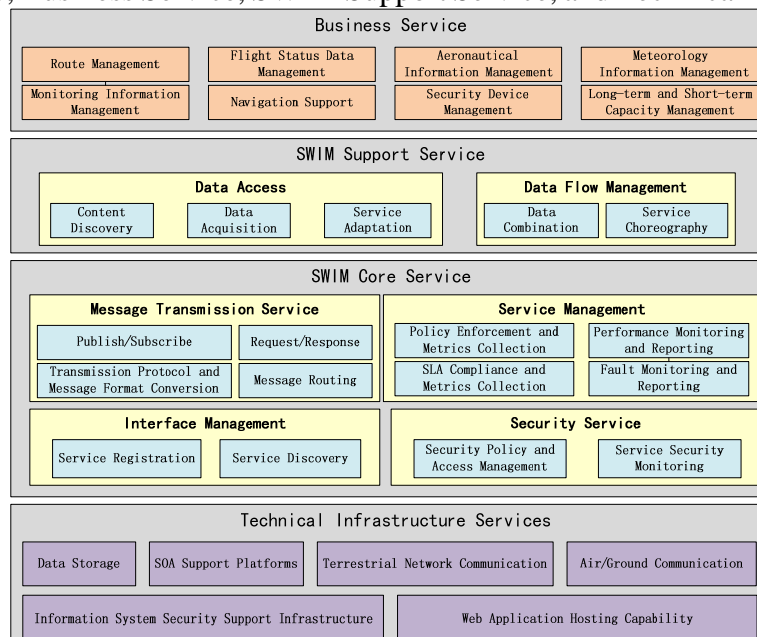 Business Service
Route Management
Flight Status Data
Management
Aeronautical
Information Management
Meteorology
Information Management
Monitoring Information
Management
Navigation Support
Security Device
Management
Long-term and Short-term
Capacity Management
SWIM Support Service
Data Access
Content
Discovery
Data
Acquisition
Service
Adaptation
Data Flow Management
Data
Combination
Service
Choreography
SWIM Core Service
Message Transmission Service
Publish/Subscribe
Request/Response
Transmission Protocol and
Message Format Conversion
Message Routing
Service Management
Policy Enforcement and
Metrics Collection
Performance Monitoring
and Reporting
SLA Compliance and
Metrics Collection
Fault Monitoring and
Reporting
Interface Management
Service Registration
Service Discovery
Security Service
Security Policy and
Access Management
Service Security
Monitoring
Technical Infrastructure Services
Data Storage
SOA Support Platforms
Terrestrial Network Communication
Air/Ground Communication
Information System Security Support Infrastructure
Web Application Hosting Capability